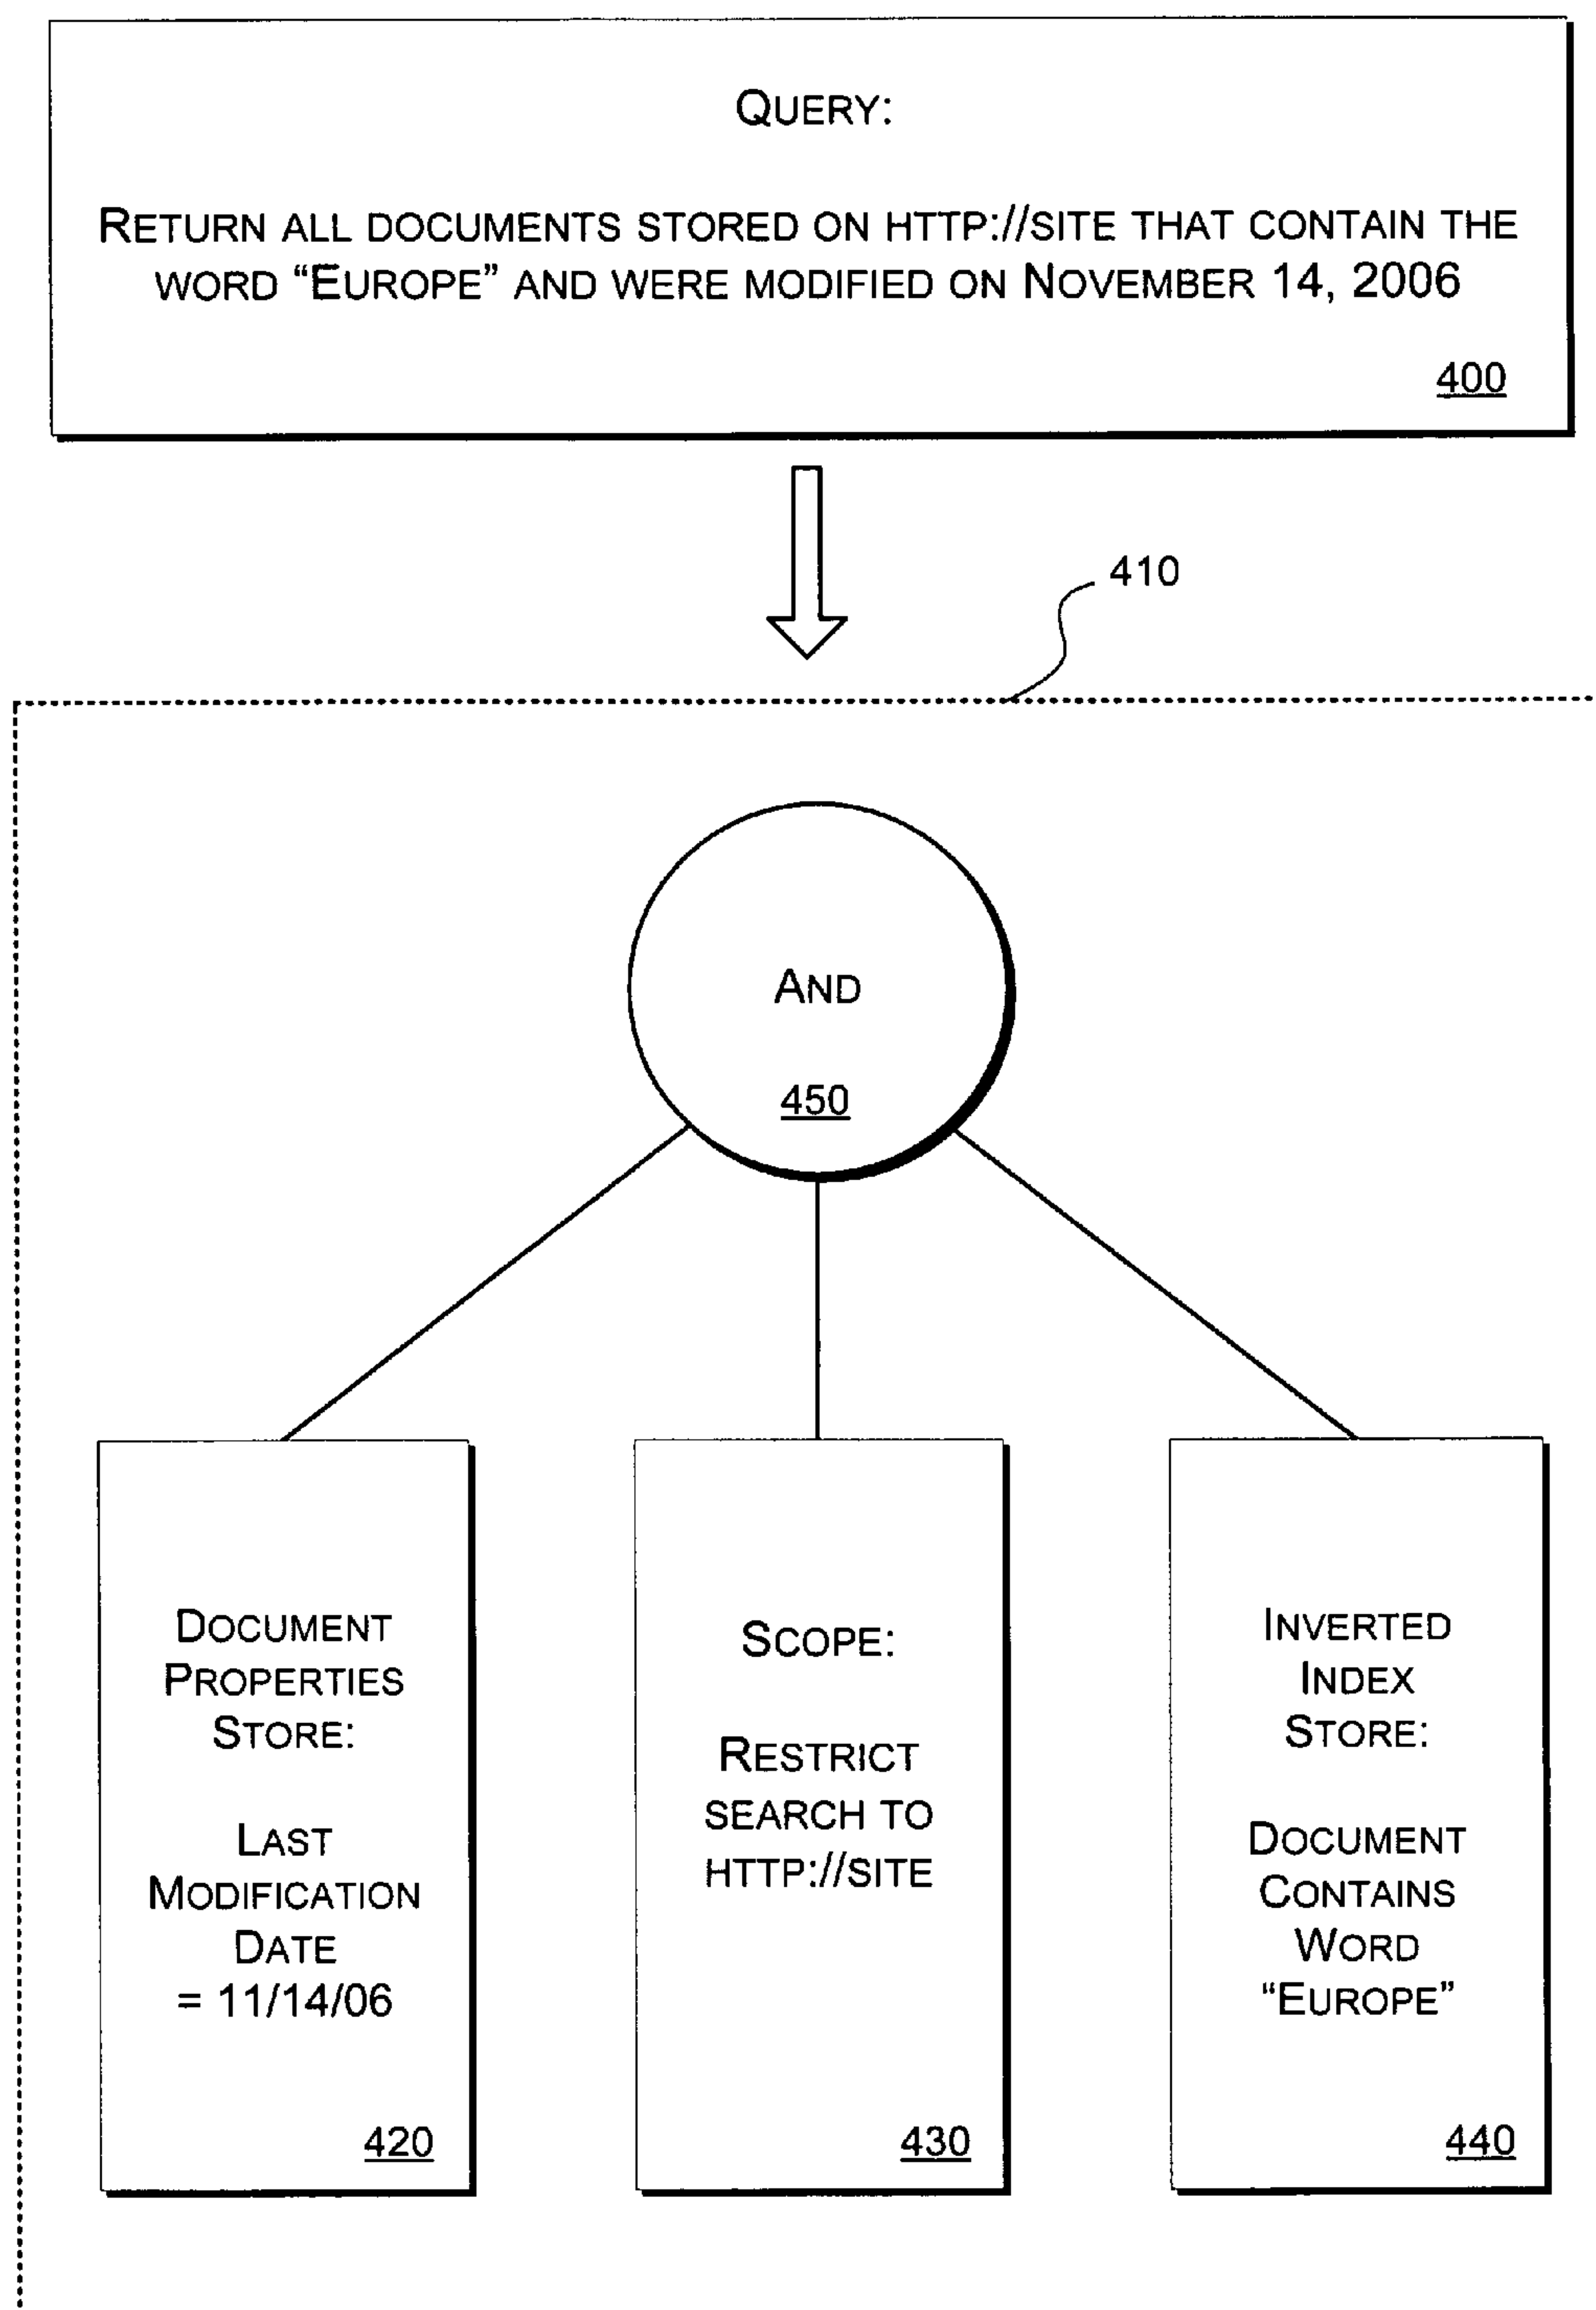 QUERY:
RETURN ALL DOCUMENTS STORED ON HTTP://SITE THAT CONTAIN THE
WORD “EUROPE” AND WERE MODIFIED ON NOVEMBER 14, 2006
400
410
AND
450
DOCUMENT
PROPERTIES
STORE:
LAST
MODIFICATION
DATE
= 11/14/06
420
SCOPE:
RESTRICT
SEARCH TO
HTTP://SITE
430
INVERTED
INDEX
STORE:
DOCUMENT
CONTAINS
WORD
“EUROPE”
440